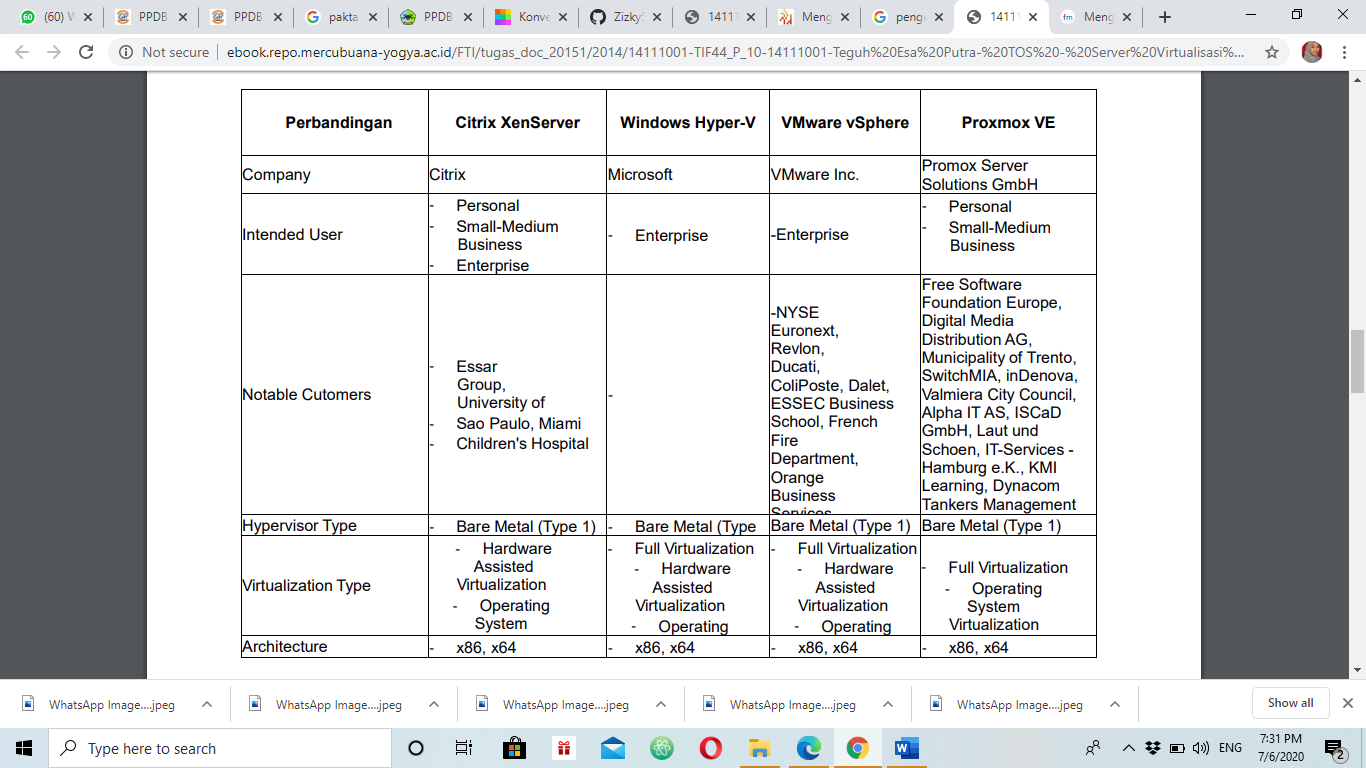 (60) W
PPDB
PPDB
pakta
PPDB
Konve
Zizky
1411
Meng
penge
1411
Meng
Not secure
ebook.repo.mercubuana-yogya.ac.id/FTI/tugas_doc_20151/2014/14111001-TIF44_P_10-14111001-Teguh%20Esa%20Putra-%20TOS%20-%20Server%20Virtualisasi%...
Perbandingan
Citrix XenServer
Windows Hyper-V
VMware vSphere
Proxmox VE
Company
Citrix
Microsoft
VMware Inc.
Promox Server
Solutions GmbH
Intended User
- Personal
- Small-Medium
Business
- Enterprise
- Enterprise
-Enterprise
- Personal
- Small-Medium
Business
Notable Cutomers
- Essar
Group,
University of
- Sao Paulo, Miami
- Children's Hospital
-
-NYSE
Euronext,
Revlon,
Ducati,
ColiPoste, Dalet,
ESSEC Business
School, French
Fire
Department,
Orange
Business
Services
Free Software
Foundation Europe,
Digital Media
Distribution AG,
Municipality of Trento,
SwitchMIA, inDenova,
Valmiera City Council,
Alpha IT AS, ISCaD
GmbH, Laut und
Schoen, IT-Services -
Hamburg e.K., KMI
Learning, Dynacom
Tankers Management
Hypervisor Type
- Bare Metal (Type 1)
- Bare Metal (Type
Bare Metal (Type 1)
Bare Metal (Type 1)
Virtualization Type
- Hardware
Assisted
Virtualization
- Operating
System
- Full Virtualization
- Hardware
Assisted
Virtualization
- Operating
- Full Virtualization
- Hardware
Assisted
Virtualization
- Operating
- Full Virtualization
- Operating
System
Virtualization
Architecture
- x86, x64
- x86, x64
- x86, x64
- x86, x64
WhatsApp Image....jpeg
WhatsApp Image....jpeg
WhatsApp Image....jpeg
WhatsApp Image....jpeg
WhatsApp Image....jpeg
Show all
Type here to search
ENG
7:31 PM
7/6/2020
2